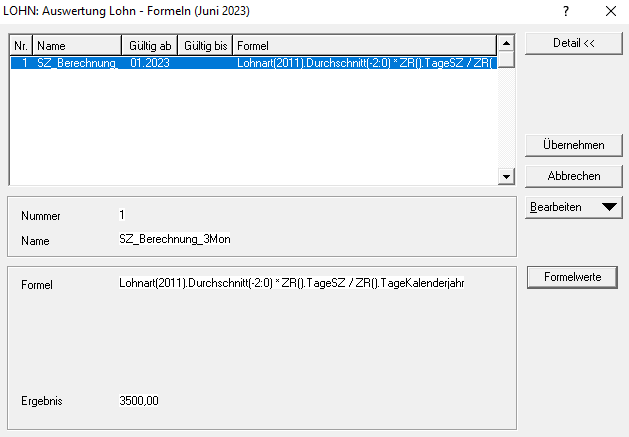 LOHN: Auswertung Lohn - Formeln (Juni 2023)
?
Nr. Name Gültig ab Gültig bis Formel
1 SZ_Berechnung_ 01.2023 Lohnart(2011).Durchschnitt(-2:0) * ZR().TageSZ / ZR(
Detail <<
Übernehmen
Abbrechen
Bearbeiten
Nummer 1
Name SZ_Berechnung_3Mon
Formel Lohnart(2011).Durchschnitt(-2:0) * ZR().TageSZ / ZR().TageKalenderjahr
Formelwerte
Ergebnis 3500,00